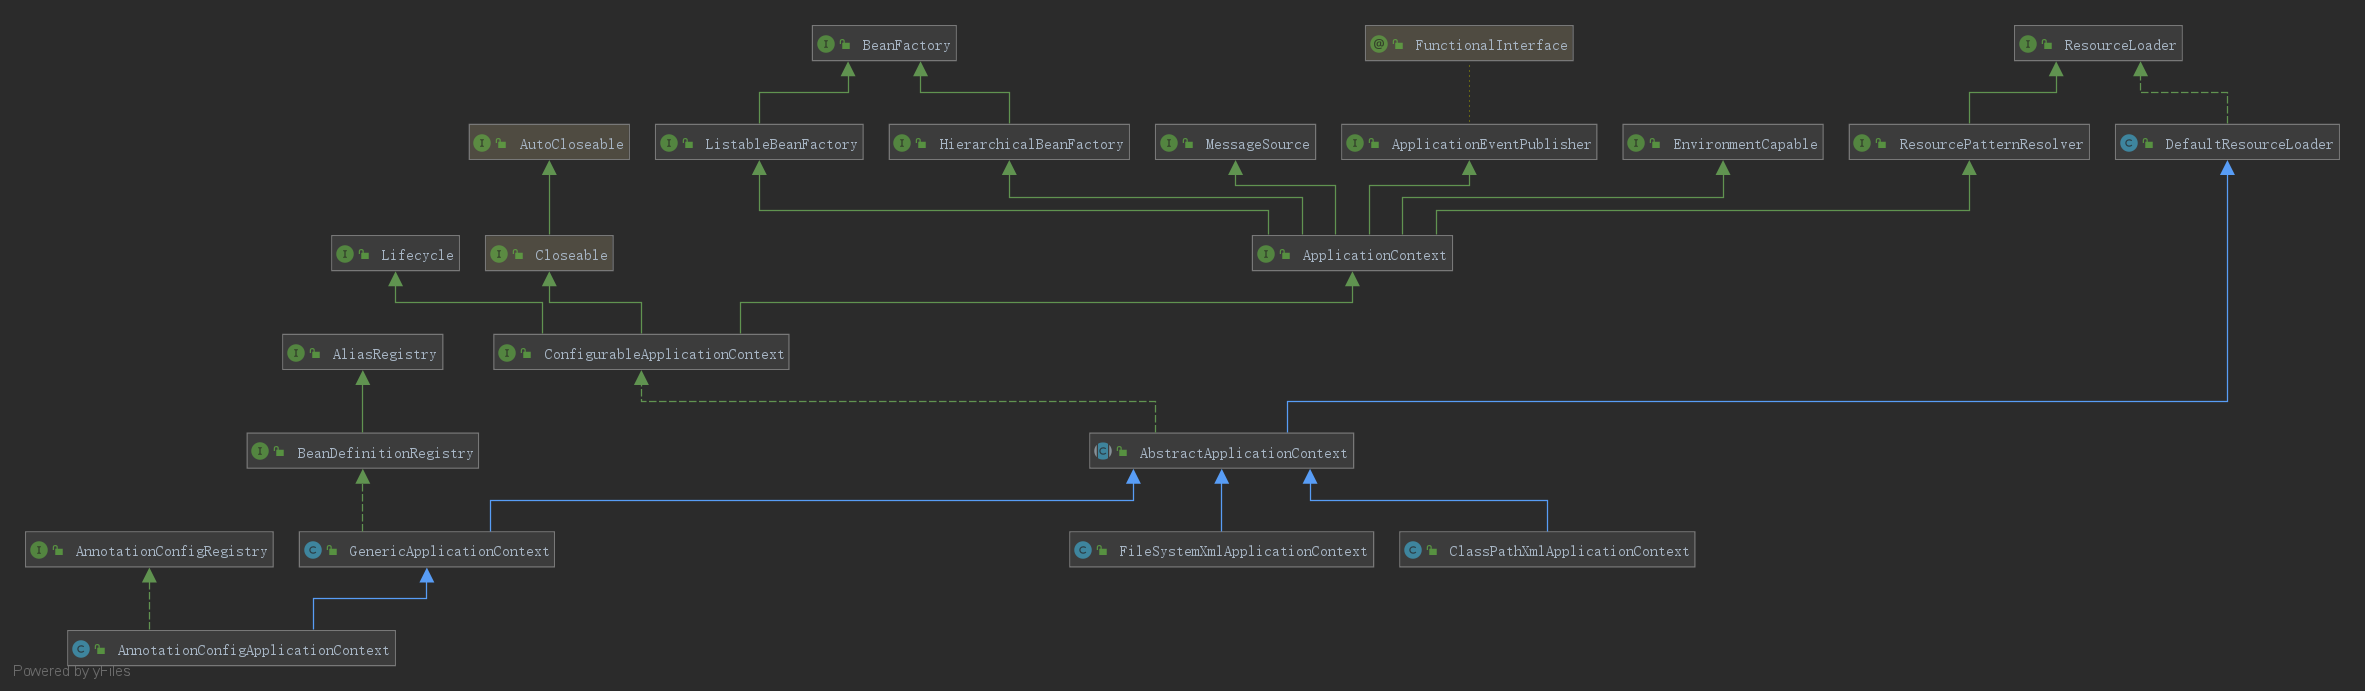 BeanFactory
FunctionalInterface
ResourceLoader
AutoCloseable
ListableBeanFactory
HierarchicalBeanFactory
MessageSource
ApplicationEventPublisher
EnvironmentCapable
ResourcePatternResolver
DefaultResourceLoader
Lifecycle
Closeable
ApplicationContext
AliasRegistry
ConfigurableApplicationContext
BeanDefinitionRegistry
AbstractApplicationContext
AnnotationConfigRegistry
GenericApplicationContext
FileSystemXmlApplicationContext
ClassPathXmlApplicationContext
AnnotationConfigApplicationContext
Powered by yFiles